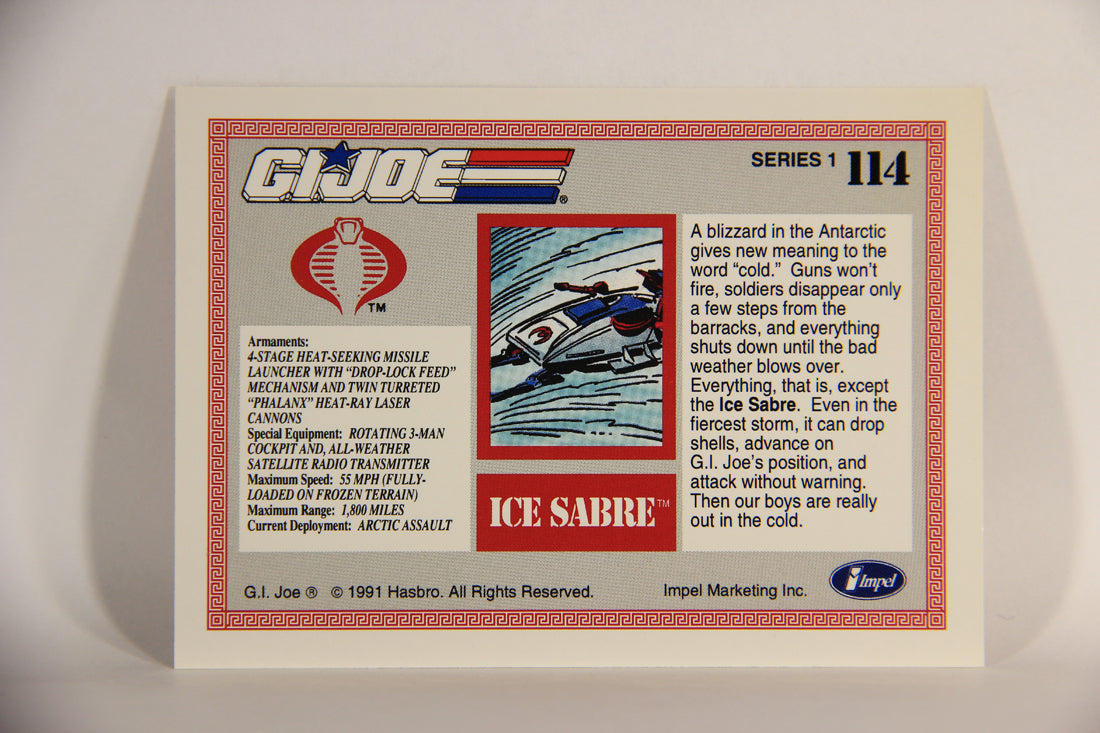 G.I. JOE ®
SERIES 1 114
TM
Armaments:
4-STAGE HEAT-SEEKING MISSILE
LAUNCHER WITH “DROP-LOCK FEED”
MECHANISM AND TWIN TURRETED
“PHALANX” HEAT-RAY LASER
CANNONS
Special Equipment: ROTATING 3-MAN
COCKPIT AND, ALL-WEATHER
SATELLITE RADIO TRANSMITTER
Maximum Speed: 55 MPH (FULLY-
LOADED ON FROZEN TERRAIN)
Maximum Range: 1,800 MILES
Current Deployment: ARCTIC ASSAULT
ICE SABRE™
A blizzard in the Antarctic
gives new meaning to the
word “cold.” Guns won’t
fire, soldiers disappear only
a few steps from the
barracks, and everything
shuts down until the bad
weather blows over.
Everything, that is, except
the Ice Sabre. Even in the
fiercest storm, it can drop
shells, advance on
G.I. Joe’s position, and
attack without warning.
Then our boys are really
out in the cold.
G.I. Joe ® © 1991 Hasbro. All Rights Reserved.
Impel Marketing Inc.
Impel